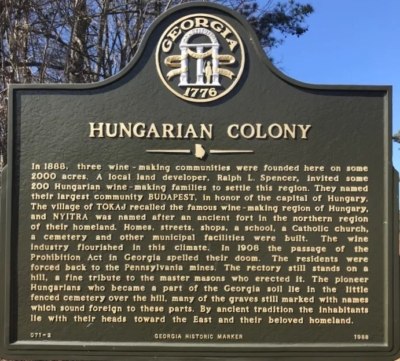 GEORGIA
1776
HUNGARIAN COLONY
In 1888, three wine-making communities were founded here on some
2000 acres. A local land developer, Ralph L. Spencer, invited some
200 Hungarian wine-making families to settle this region. They named
their largest community BUDAPEST, in honor of the capital of Hungary.
The village of TOKAJ recalled the famous wine-making region of Hungary,
and NYITRA was named after an ancient fort in the northern region
of their homeland. Homes, streets, shops, a school, a Catholic church,
a cemetery and other municipal facilities were built. The wine
industry flourished in this climate. In 1908 the passage of the
Prohibition Act in Georgia spelled their doom. The residents were
forced back to the Pennsylvania mines. The rectory still stands on a
hill, a fine tribute to the master masons who erected it. The pioneer
Hungarians who became a part of the Georgia soil lie in the little
fenced cemetery over the hill, many of the graves still marked with names
which sound foreign to these parts. By ancient tradition the inhabitants
lie with their heads toward the East and their beloved homeland.
071-2 GEORGIA HISTORIC MARKER 1988